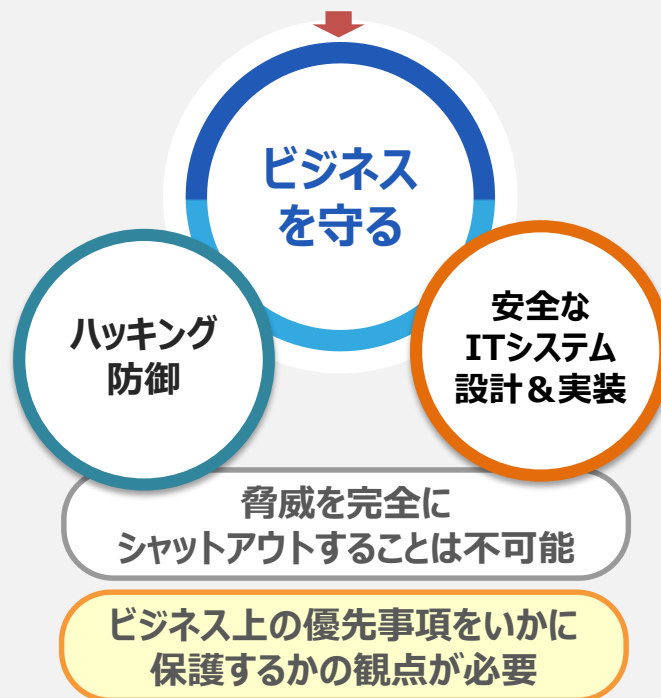 ビジネス
を守る
ハッキング
防御
安全な
ITシステム
設計＆実装
脅威を完全に
シャットアウトすることは不可能
ビジネス上の優先事項をいかに
保護するかの観点が必要